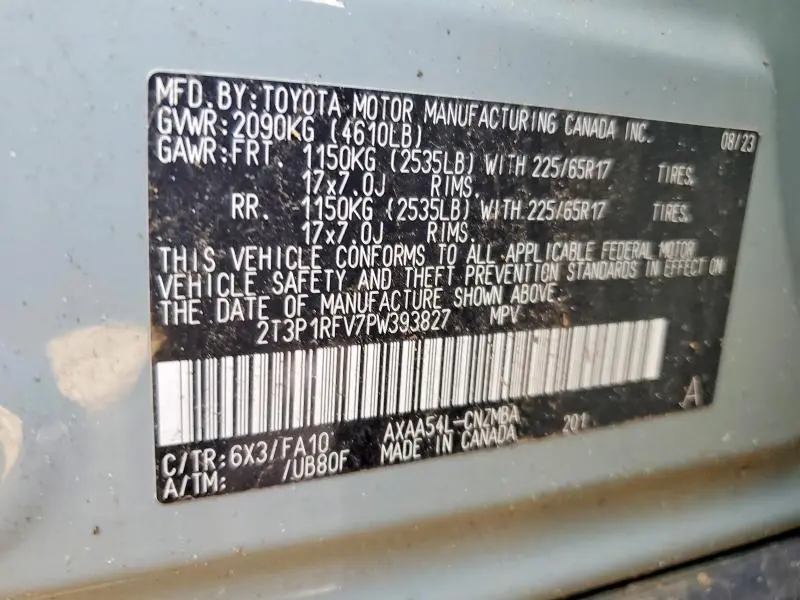 MFD. BY: TOYOTA MOTOR MANUFACTURING CANADA INC. 08/23
GVWR: 2090KG (4610LB)
GAWR: FRT 1150KG (2535LB) WITH 225/65R17 TIRES.
17x7.0J RIMS.
RR. 1150KG (2535LB) WITH 225/65R17 TIRES.
17x7.0J RIMS.
THIS VEHICLE CONFORMS TO ALL APPLICABLE FEDERAL MOTOR
VEHICLE SAFETY AND THEFT PREVENTION STANDARDS IN EFFECT ON
THE DATE OF MANUFACTURE SHOWN ABOVE.
2T3P1RFV7PW393827 MPV
A
C/TR: 6X3/FA10 AXAA54L-CNZMBA 201
A/TM: /UB80F MADE IN CANADA